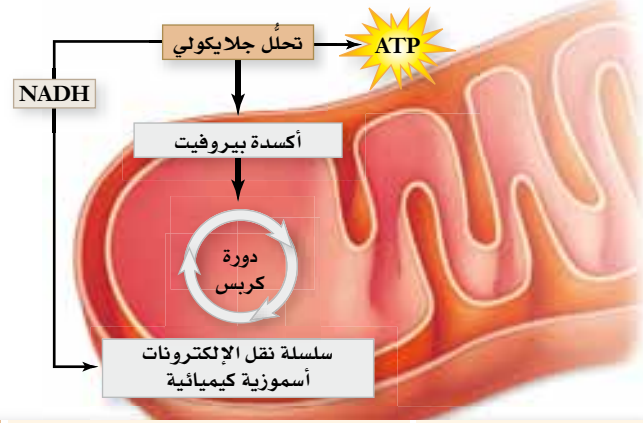 تحلُّل جلايكولي
ATP
NADH
أكسدة بيروفيت
دورة
كربس
سلسلة نقل الإلكترونات
أسموزية كيميائية